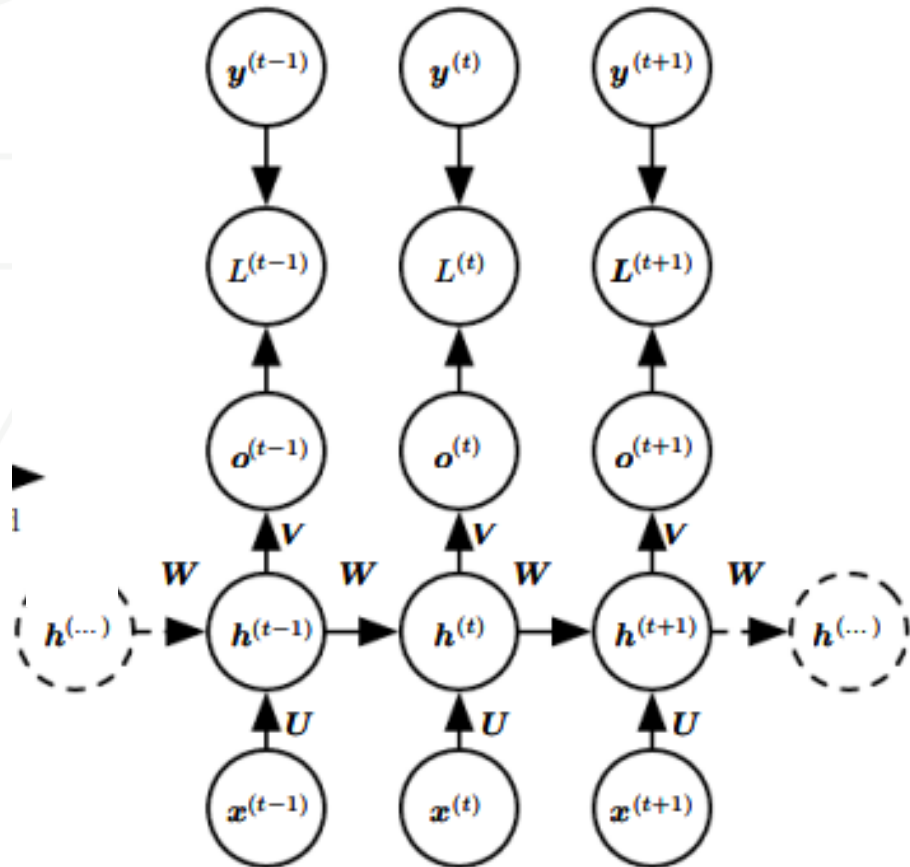 y(t−1) y(t) y(t+1)
L(t−1) L(t) L(t+1)
o(t−1) o(t) o(t+1)
d
V V V
W W W W
h(...) h(t−1) h(t) h(t+1) h(...)
U U U
x(t−1) x(t) x(t+1)